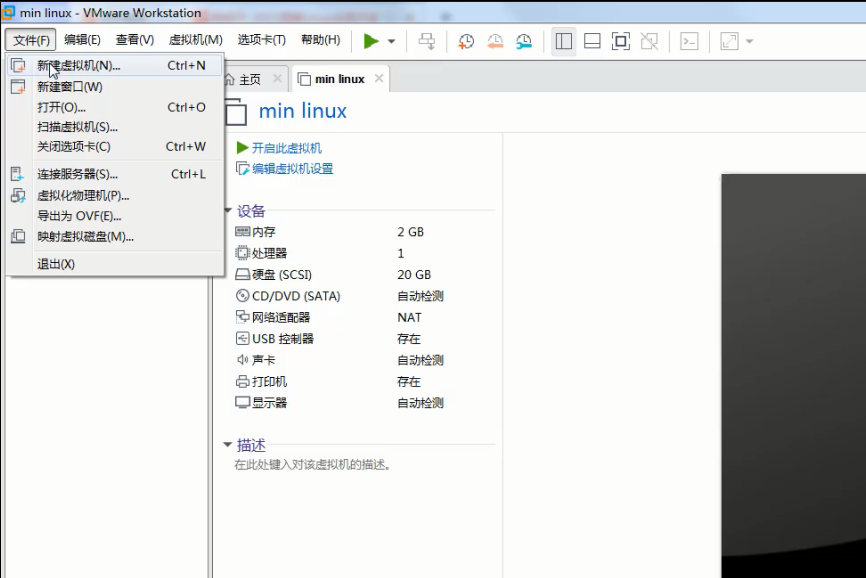 min linux - VMware Workstation
文件(F) 编辑(E) 查看(V) 虚拟机(M) 选项卡(T) 帮助(H)
新建虚拟机(N)... Ctrl+N
新建窗口(W)
打开(O)... Ctrl+O
扫描虚拟机(S)...
关闭选项卡(C) Ctrl+W
连接服务器(S)... Ctrl+L
虚拟化物理机(P)...
导出为 OVF(E)...
映射虚拟磁盘(M)...
退出(X)
主页 min linux
min linux
开启此虚拟机
编辑虚拟机设置
设备
内存 2 GB
处理器 1
硬盘 (SCSI) 20 GB
CD/DVD (SATA) 自动检测
网络适配器 NAT
USB 控制器 存在
声卡 自动检测
打印机 存在
显示器 自动检测
描述
在此处键入对该虚拟机的描述。